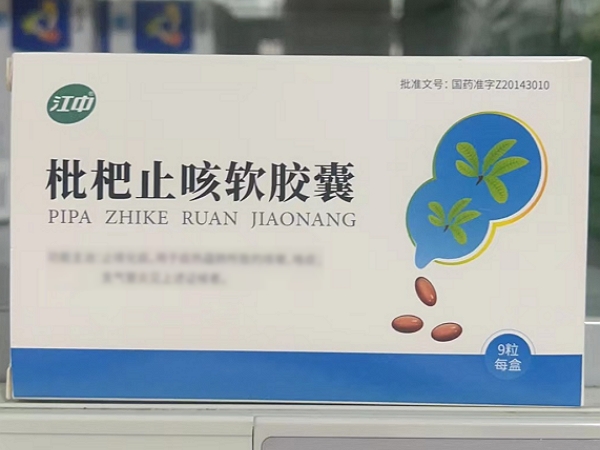 批准文号：国药准字Z20143010
江中®
枇杷止咳软胶囊
PIPA ZHIKE RUAN JIAONANG
9粒
每盒